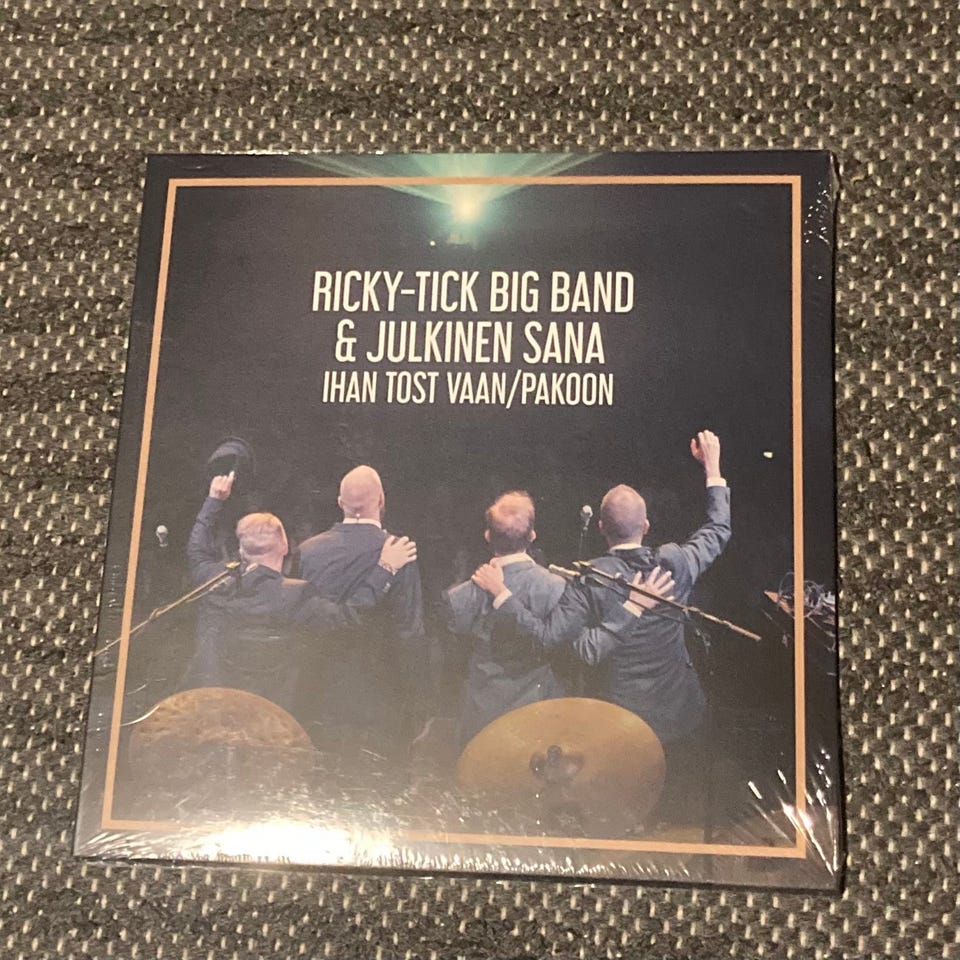 RICKY-TICK BIG BAND
& JULKINEN SANA
IHAN TOST VAAN/PAKOON